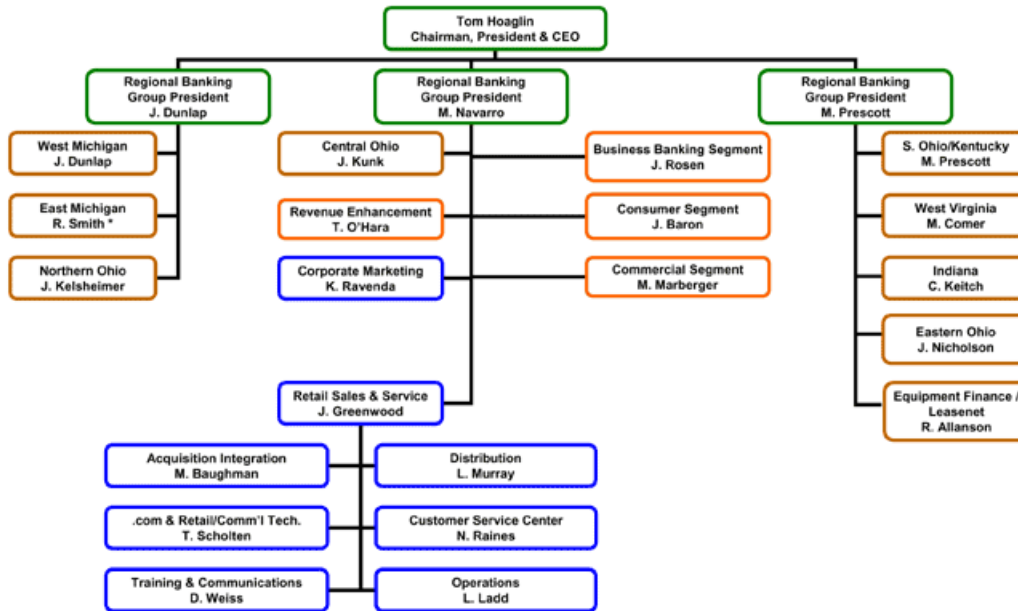 Tom Hoaglin
Chairman, President & CEO
Regional Banking
Group President
J. Dunlap
Regional Banking
Group President
M. Navarro
Regional Banking
Group President
M. Prescott
West Michigan
J. Dunlap
East Michigan
R. Smith *
Northern Ohio
J. Kelsheimer
Central Ohio
J. Kunk
Revenue Enhancement
T. O'Hara
Corporate Marketing
K. Ravenda
Business Banking Segment
J. Rosen
Consumer Segment
J. Baron
Commercial Segment
M. Marberger
S. Ohio/Kentucky
M. Prescott
West Virginia
M. Comer
Indiana
C. Keitch
Eastern Ohio
J. Nicholson
Equipment Finance /
Leasenet
R. Allanson
Retail Sales & Service
J. Greenwood
Acquisition Integration
M. Baughman
Distribution
L. Murray
.com & Retail/Comm'l Tech.
T. Scholten
Customer Service Center
N. Raines
Training & Communications
D. Weiss
Operations
L. Ladd